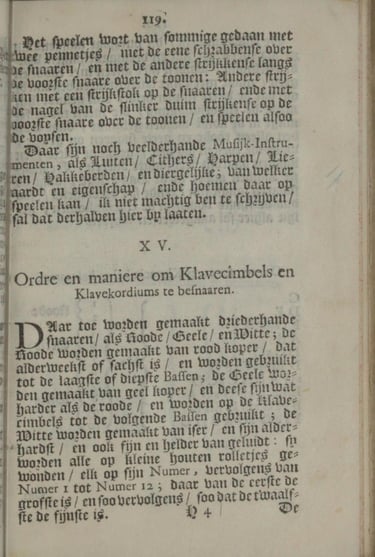 119.
Het speelen wort van sommige gedaan met
twee pennetjes / met de eene schrabbense over
de snaaren / en met de andere strijkkense langs
de voorste snaare over de toonen: Andere strij-
ken met een strijkstok op de snaaren / ende met
de nagel van de slinker duim strijkense op de
voorste snaare over de toonen / en speelen alsoo
de voysen.
Daar sijn noch veelderhande Musijk-Instru-
menten, als Luiten / Cithers / Harpen / Lie-
ren / Hakkeberden / en diergelijke; van welker
aardt en eigenschap / ende hoemen daar op
speelen kan / ik niet machtig ben te schrijven /
sal dat derhalven hier by laaten.
XV.
Ordre en maniere om Klavecimbels en
Klavekordiums te besnaaren.
DAar toe worden gemaakt driederhande
snaaren / als Roode / Geele / en Witte; de
Roode worden gemaakt van rood koper / dat
alderweekst of sachst is / en worden gebruikt
tot de laagste of diepste Bassen; de Geele wor-
den gemaakt van geel koper / en deese sijn wat
harder als de roode / en worden op de klave-
cimbels tot de volgende Bassen gebruikt; de
Witte worden gemaakt van iser / en sijn alder-
hardst / en ook fijn en helder van geluidt: sy
worden alle op kleine houten rolletjes ge-
wonden / elk op sijn Numer, vervolgens van
Numer 1 tot Numer 12; daar van de eerste de
grofste is / en soo vervolgens / soo dat de twaalf-
ste de fijnste is. H 4 De